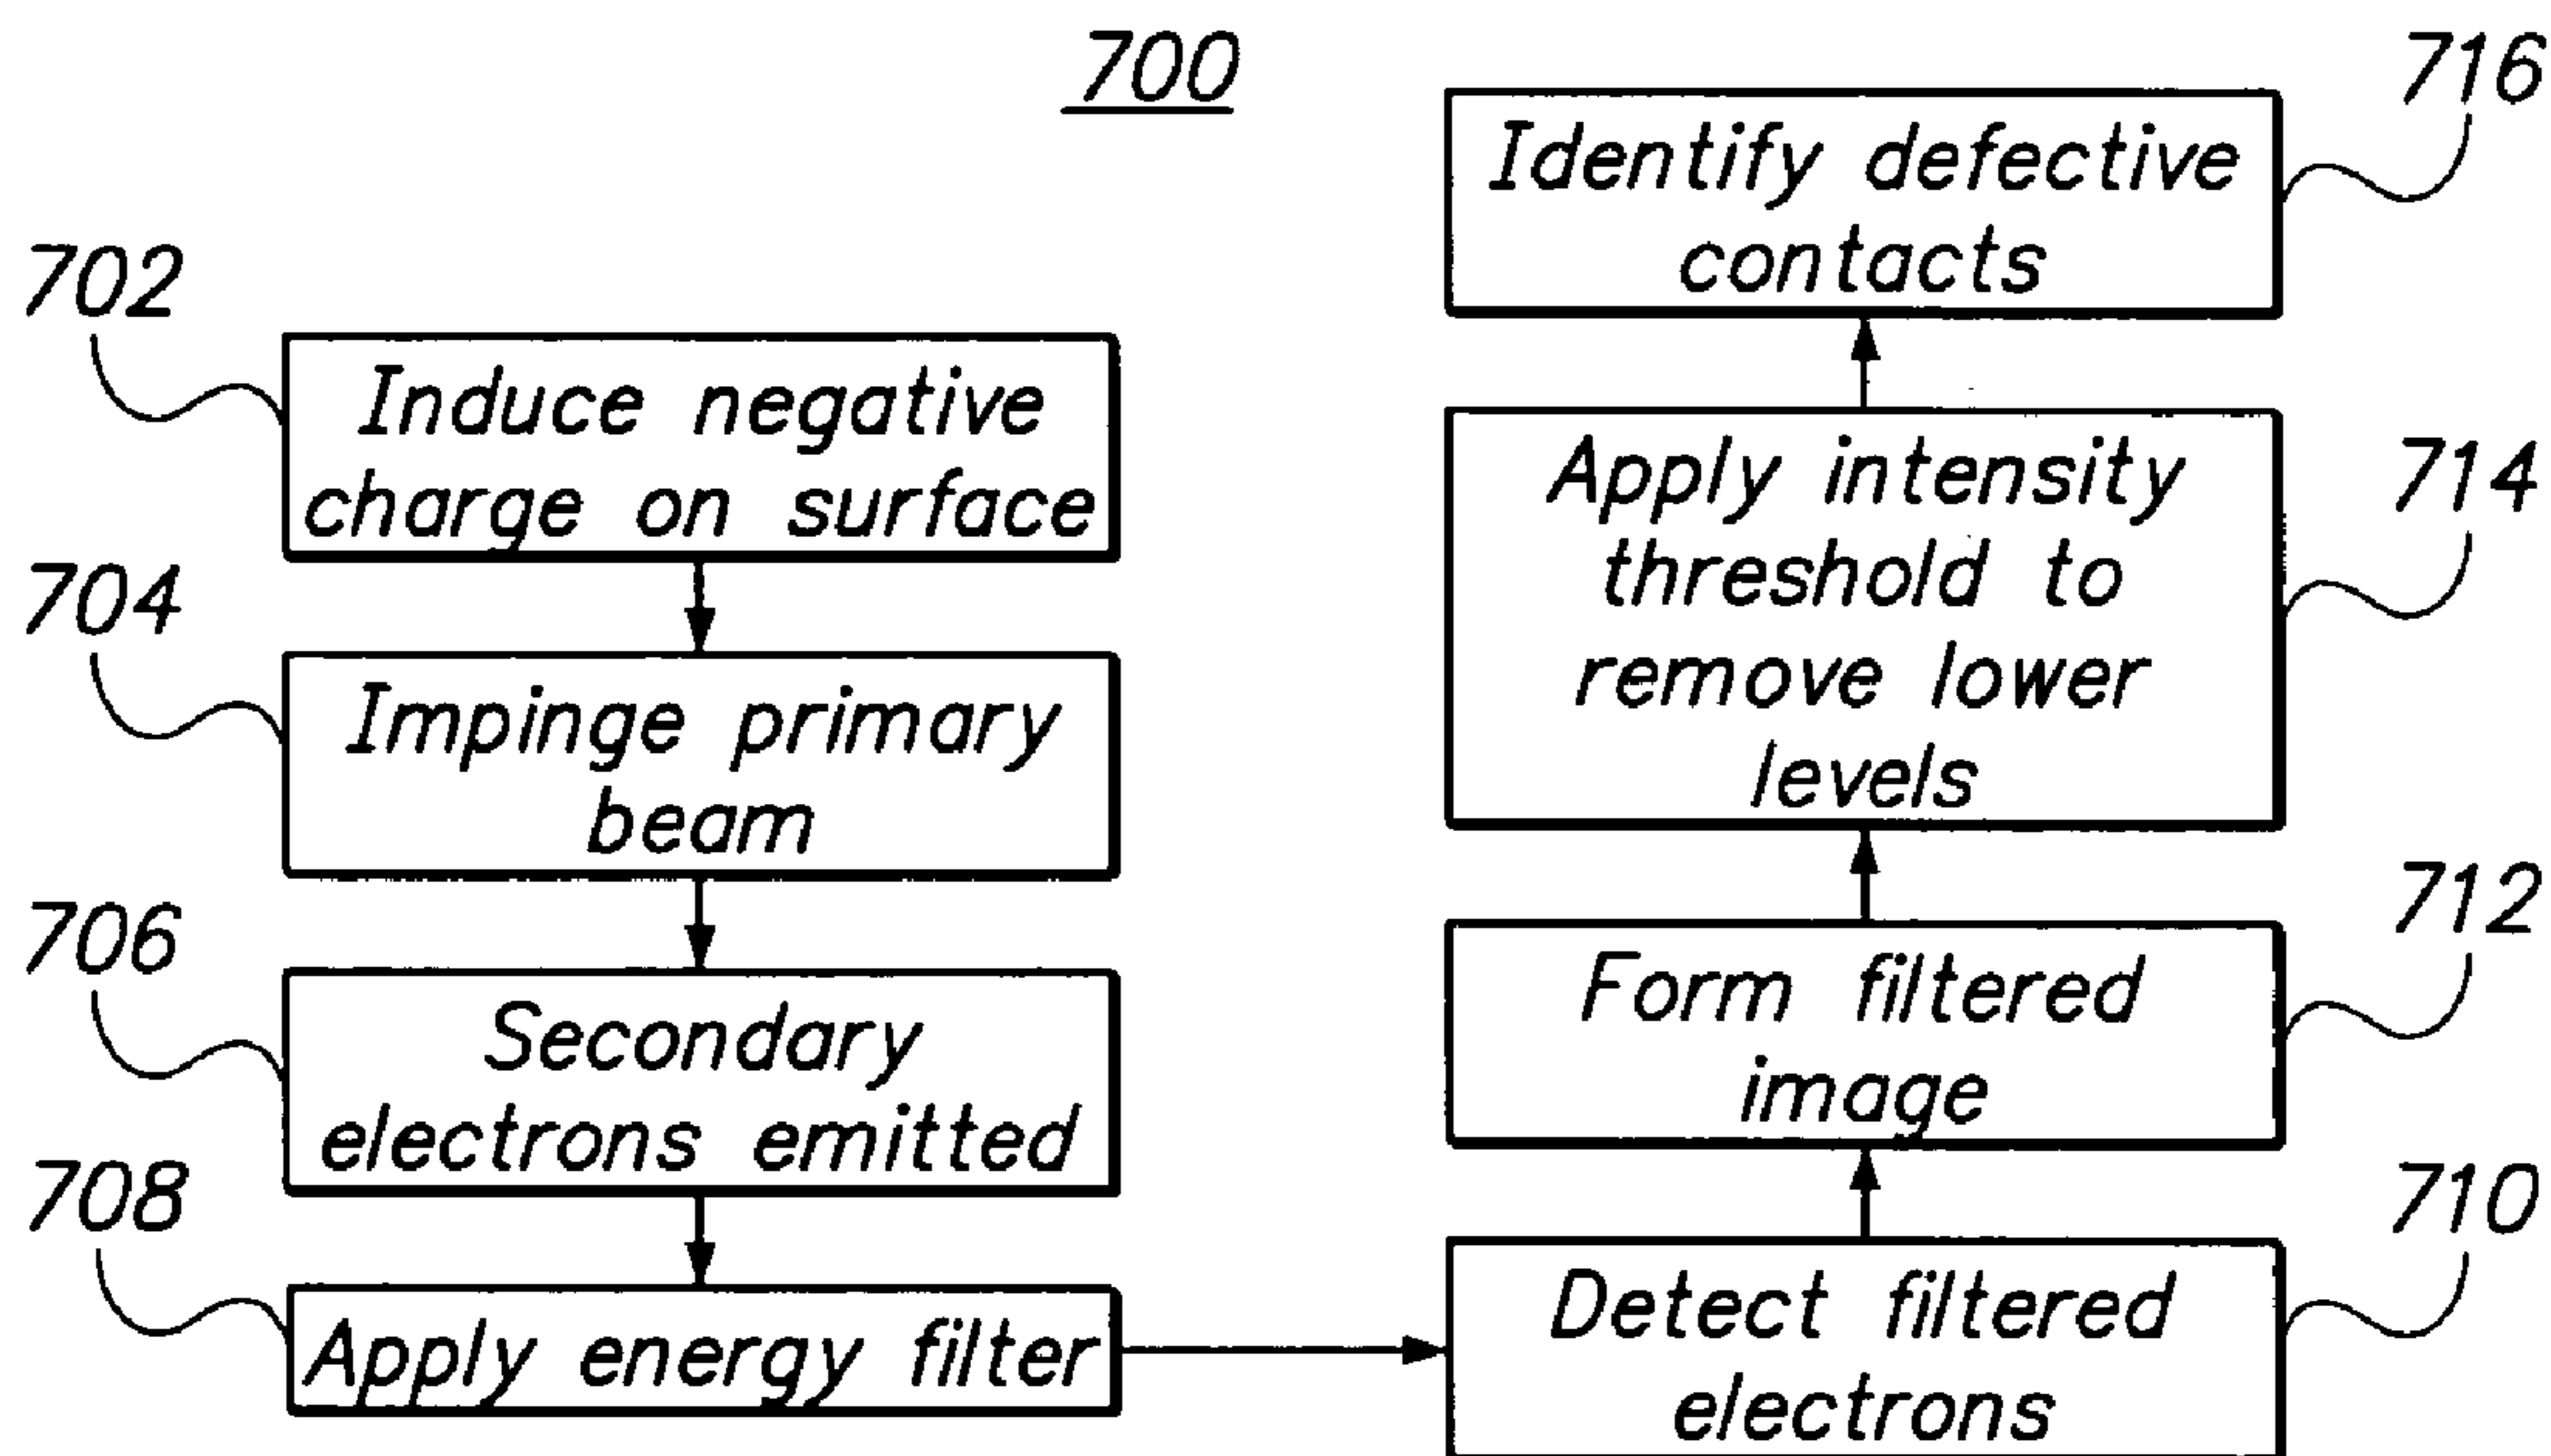 700
702
Induce negative
charge on surface
704
Impinge primary
beam
706
Secondary
electrons emitted
708
Apply energy filter
716
Identify defective
contacts
714
Apply intensity
threshold to
remove lower
levels
712
Form filtered
image
710
Detect filtered
electrons